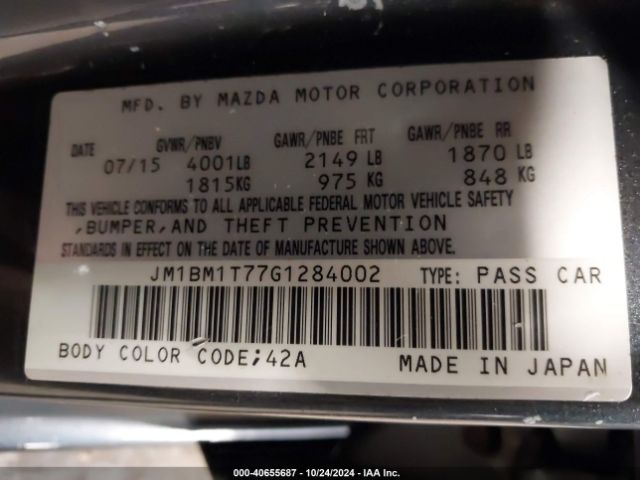 MFD. BY MAZDA MOTOR CORPORATION
DATE GVWR/PNBV GAWR/PNBE FRT GAWR/PNBE RR
07/15 4001LB 2149 LB 1870 LB
1815KG 975 KG 848 KG
THIS VEHICLE CONFORMS TO ALL APPLICABLE FEDERAL MOTOR VEHICLE SAFETY
,BUMPER,AND THEFT PREVENTION
STANDARDS IN EFFECT ON THE DATE OF MANUFACTURE SHOWN ABOVE.
JM1BM1T77G1284002 TYPE: PASS CAR
BODY COLOR CODE;42A MADE IN JAPAN
000-40655687 - 10/24/2024 - IAA Inc.